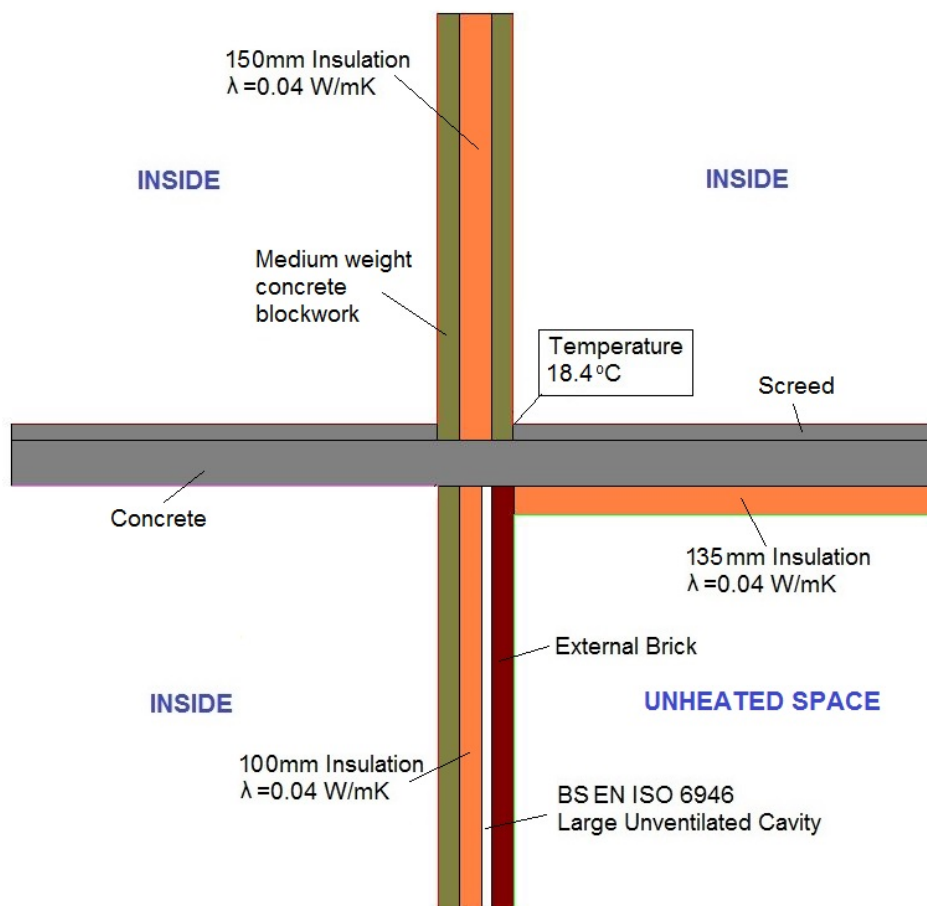 150mm Insulation
λ=0.04 W/mK
INSIDE
INSIDE
Medium weight
concrete
blockwork
Temperature
18.4°C
Screed
Concrete
135mm Insulation
λ=0.04 W/mK
External Brick
INSIDE
UNHEATED SPACE
100mm Insulation
λ=0.04 W/mK
BS EN ISO 6946
Large Unventilated Cavity